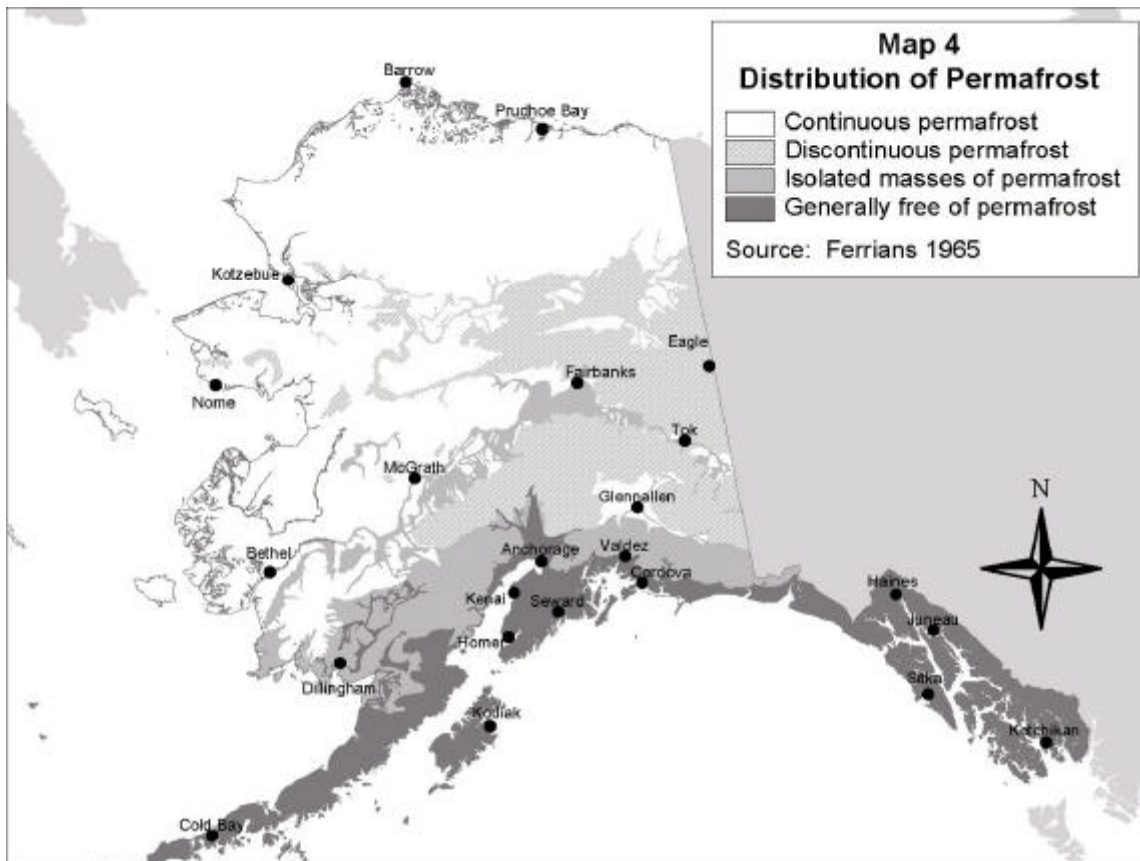 Map 4
Distribution of Permafrost
Continuous permafrost
Discontinuous permafrost
Isolated masses of permafrost
Generally free of permafrost
Source: Ferrians 1965
Barrow
Prudhoe Bay
Kotzebue
Eagle
Fairbanks
Nome
Tok
McGrath
Glennallen
N
Anchorage
Valdez
Bethel
Cordova
Haines
Kenai
Seward
Juneau
Homer
Dillingham
Sitka
Kodiak
Ketchikan
Cold Bay